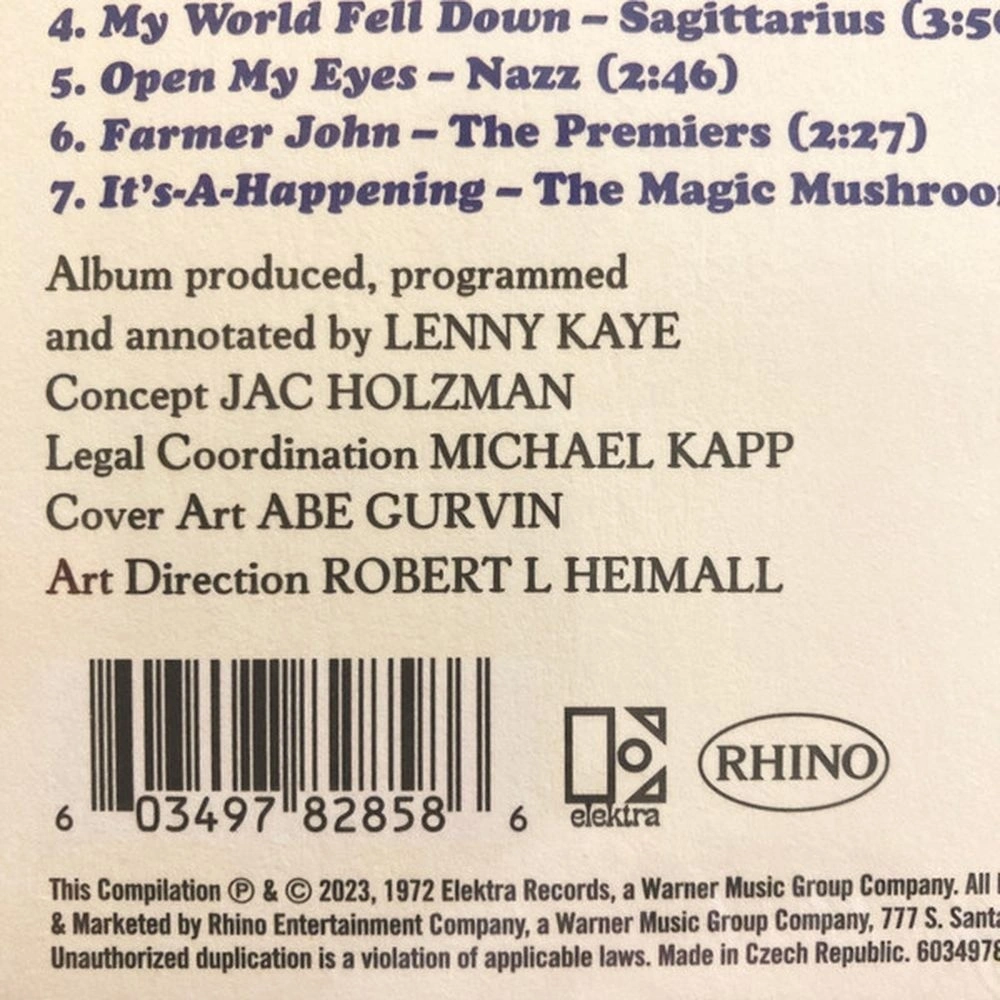 4. My World Fell Down – Sagittarius (3:5
5. Open My Eyes – Nazz (2:46)
6. Farmer John – The Premiers (2:27)
7. It's-A-Happening – The Magic
Album produced, programmed
and annotated by LENNY KAYE
Concept JAC HOLZMAN
Legal Coordination MICHAEL KAPP
Cover Art ABE GURVIN
Art Direction ROBERT L HEIMALL
6 03497 82858 6
elektra
RHINO
This Compilation Ⓟ & © 2023, 1972 Elektra Records, a Warner Music Group Company. All
& Marketed by Rhino Entertainment Company, a Warner Music Group Company, 777 S.
Unauthorized duplication is a violation of applicable laws. Made in Czech Republic.